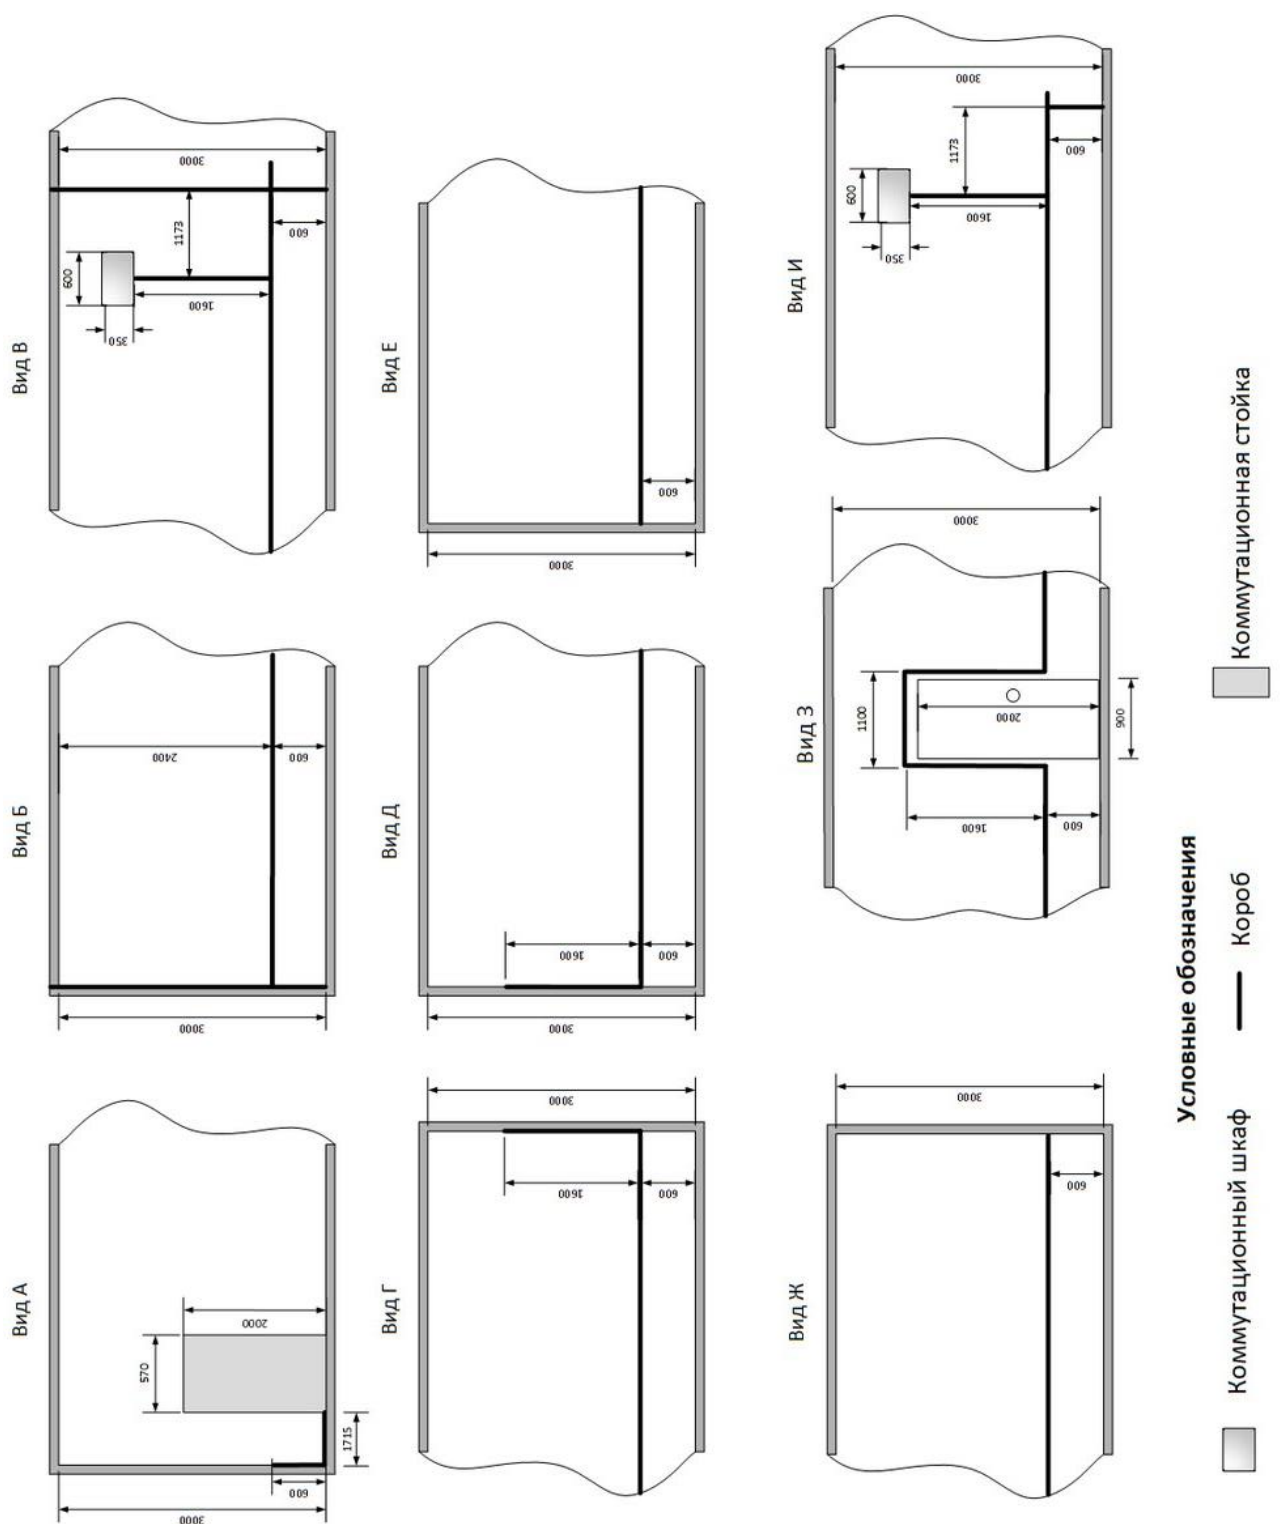 Вид А
3000
600
1715
570
2000
Вид Б
3000
2400
600
Вид В
350
600
1600
1173
600
3000
Вид Г
1600
600
3000
Вид Д
3000
1600
600
Вид Е
3000
600
Вид Ж
600
3000
Вид З
1600
600
1100
2000
900
3000
Вид И
350
600
1600
1173
600
3000
Условные обозначения
Коммутационный шкаф
Короб
Коммутационная стойка